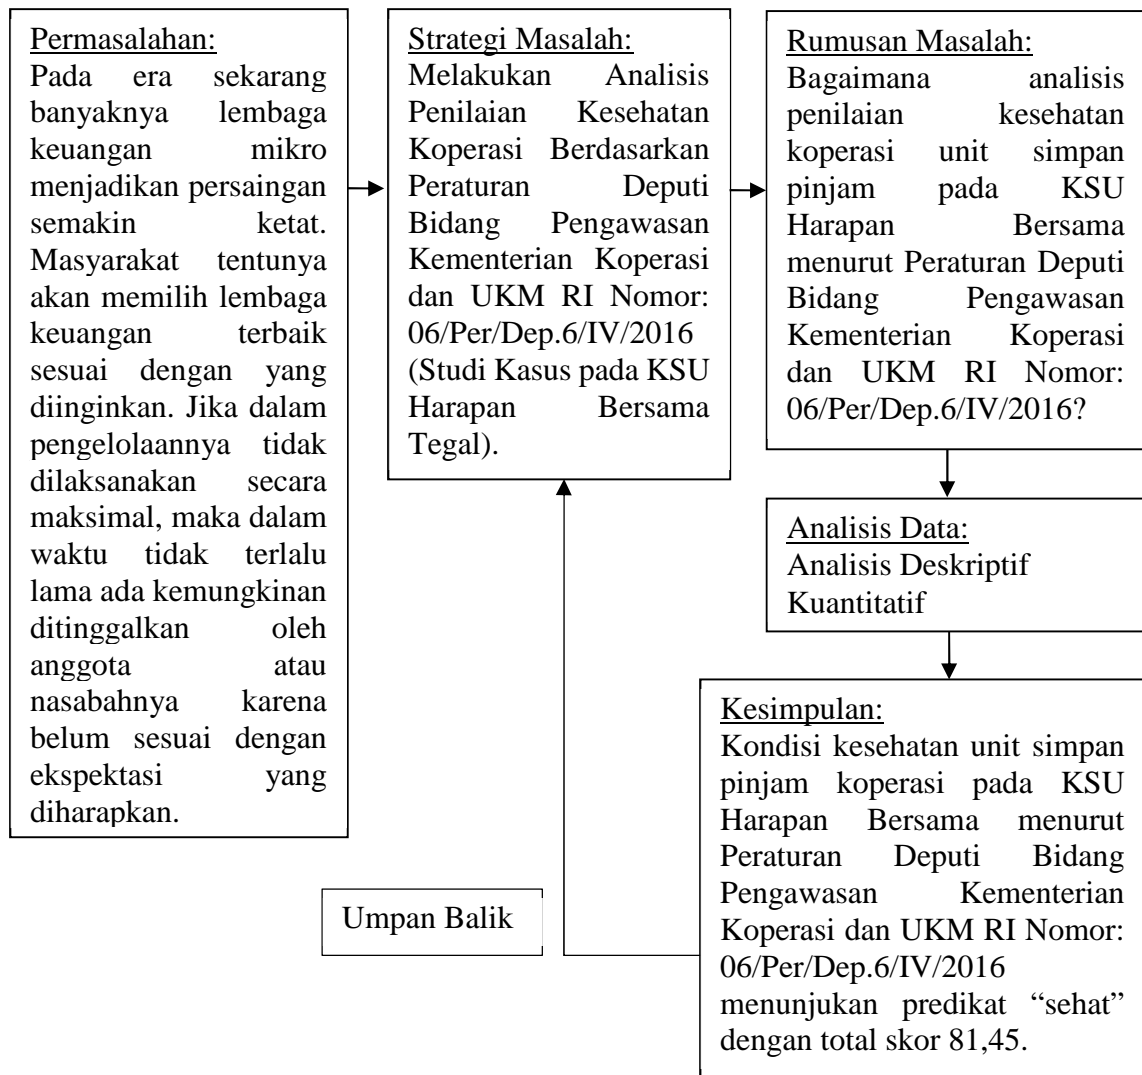 Permasalahan:
Pada era sekarang
banyaknya lembaga
keuangan mikro
menjadikan persaingan
semakin ketat.
Masyarakat tentunya
akan memilih lembaga
keuangan terbaik
sesuai dengan yang
diinginkan. Jika dalam
pengelolaannya tidak
dilaksanakan secara
maksimal, maka dalam
waktu tidak terlalu
lama ada kemungkinan
ditinggalkan oleh
anggota atau
nasabahnya karena
belum sesuai dengan
ekspektasi yang
diharapkan.
Strategi Masalah:
Melakukan Analisis
Penilaian Kesehatan
Koperasi Berdasarkan
Peraturan Deputi
Bidang Pengawasan
Kementerian Koperasi
dan UKM RI Nomor:
06/Per/Dep.6/IV/2016
(Studi Kasus pada KSU
Harapan Bersama
Tegal).
Rumusan Masalah:
Bagaimana analisis
penilaian kesehatan
koperasi unit simpan
pinjam pada KSU
Harapan Bersama
menurut Peraturan Deputi
Bidang Pengawasan
Kementerian Koperasi
dan UKM RI Nomor:
06/Per/Dep.6/IV/2016?
Analisis Data:
Analisis Deskriptif
Kuantitatif
Kesimpulan:
Kondisi kesehatan unit simpan
pinjam koperasi pada KSU
Harapan Bersama menurut
Peraturan Deputi Bidang
Pengawasan Kementerian
Koperasi dan UKM RI Nomor:
06/Per/Dep.6/IV/2016
menunjukan predikat “sehat”
dengan total skor 81,45.
Umpan Balik